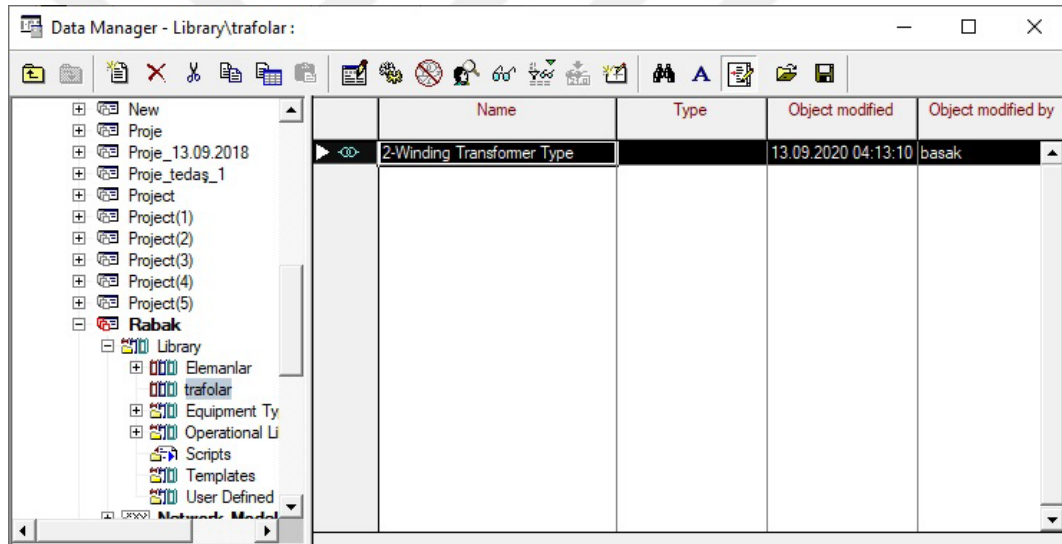 Data Manager - Library\trafolar :
Name Type Object modified Object modified by
2-Winding Transformer Type 13.09.2020 04:13:10 basak
New
Proje
Proje_13.09.2018
Proje_tedaş_1
Project
Project(1)
Project(2)
Project(3)
Project(4)
Project(5)
Rabak
Library
Elemanlar
trafolar
Equipment Ty
Operational Li
Scripts
Templates
User Defined
Network Model